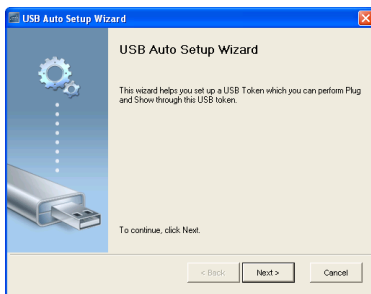 USB Auto Setup Wizard
USB Auto Setup Wizard
This wizard helps you set up a USB Token which you can perform Plug
and Show through this USB token.
To continue, click Next.
< Back Next > Cancel